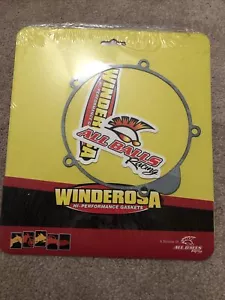 WINDEROSA
ALL BALLS
Racing
WINDEROSA
HI-PERFORMANCE GASKETS